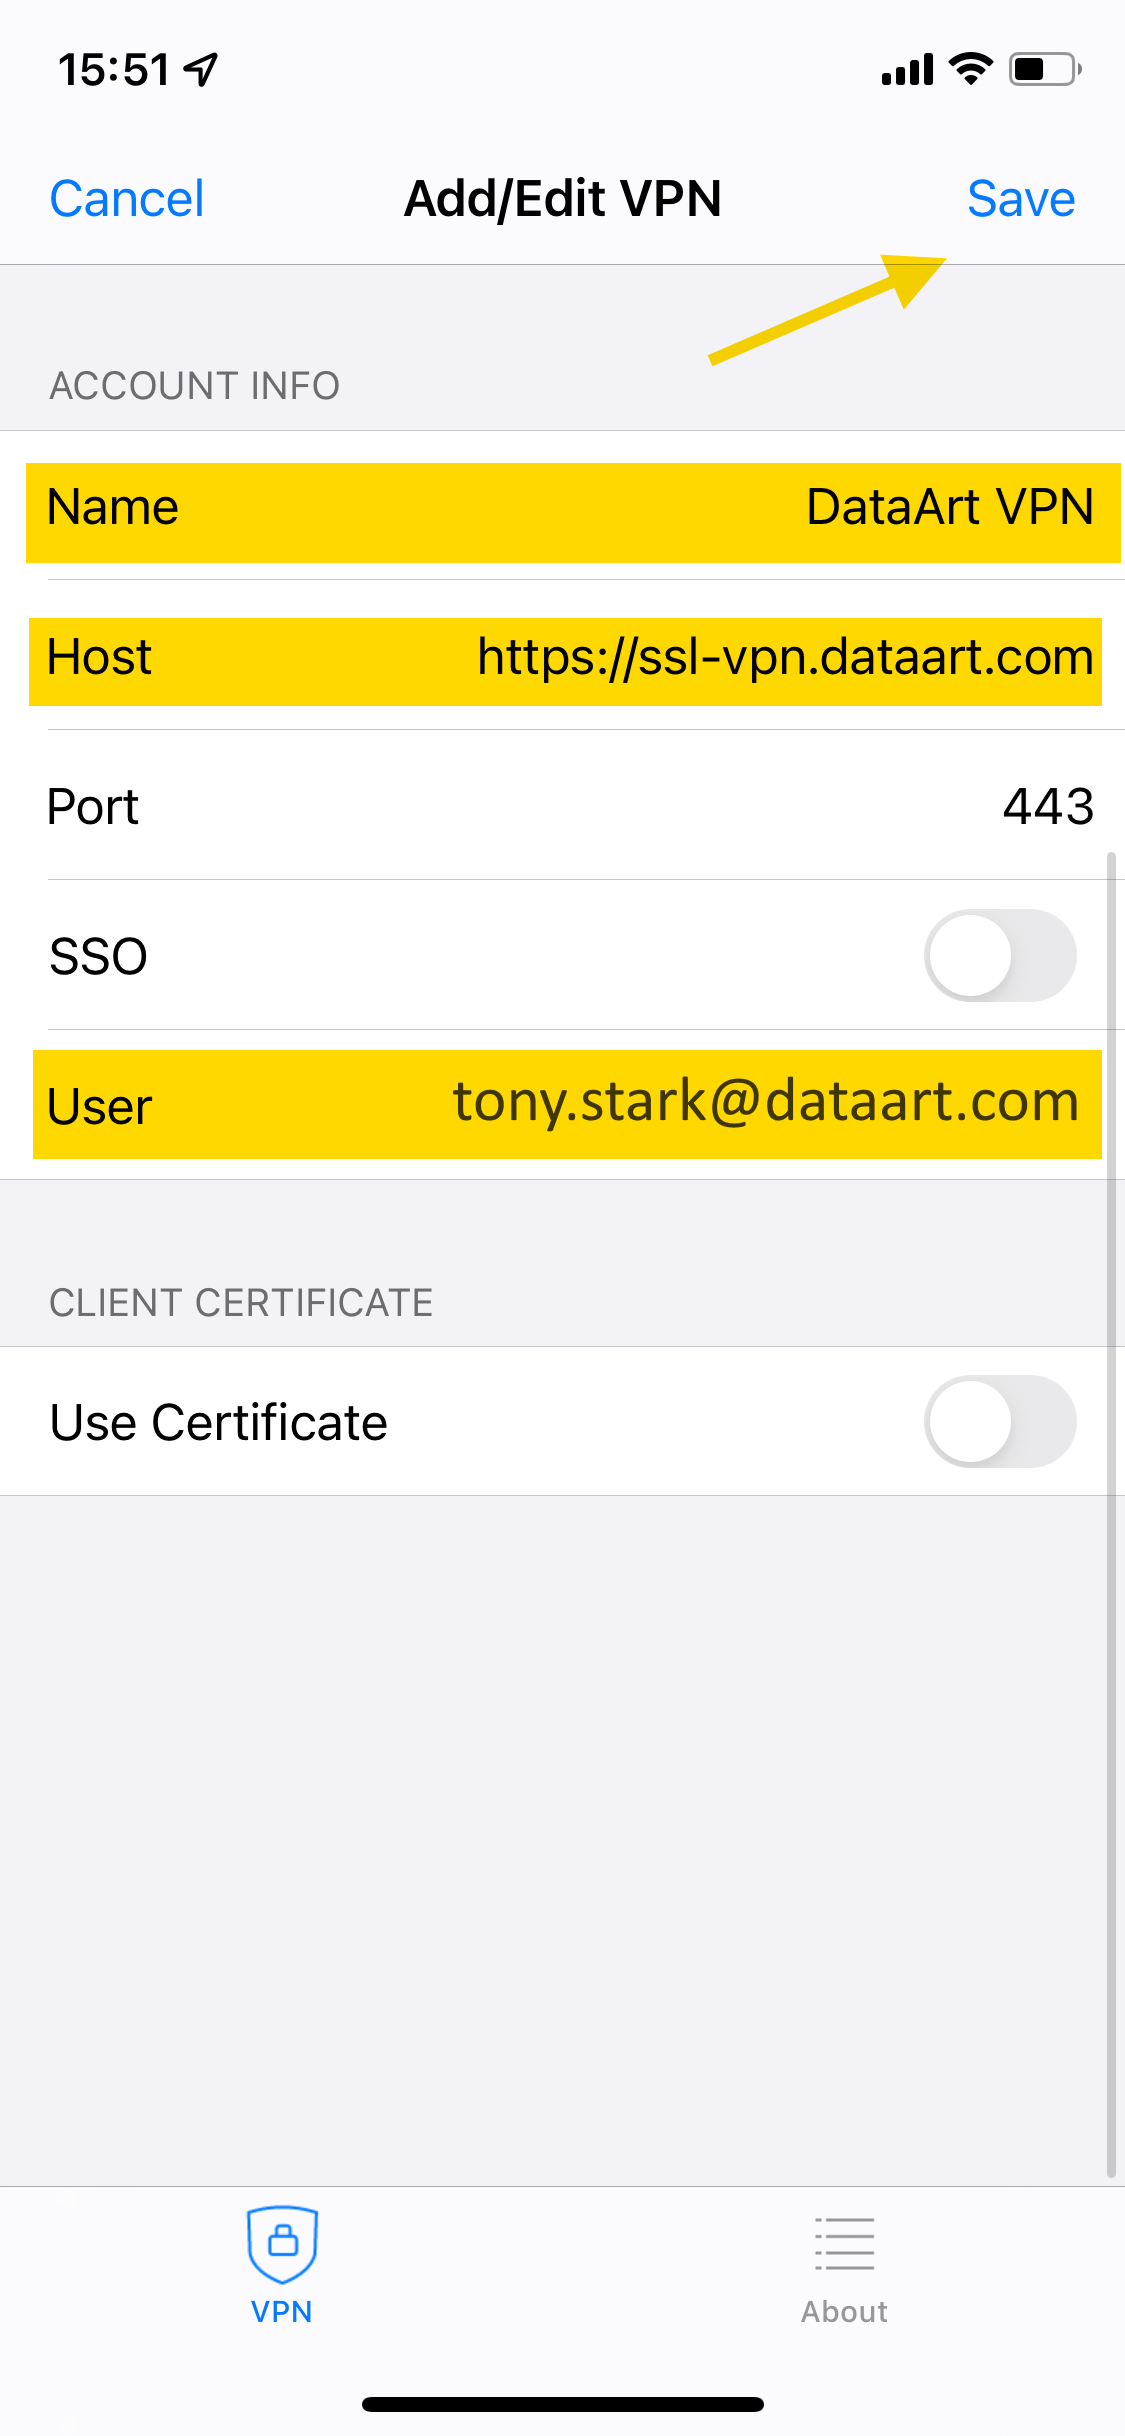 15:51
Cancel Add/Edit VPN Save
ACCOUNT INFO
Name DataArt VPN
Host https://ssl-vpn.dataart.com
Port 443
SSO
User tony.stark@dataart.com
CLIENT CERTIFICATE
Use Certificate
VPN About